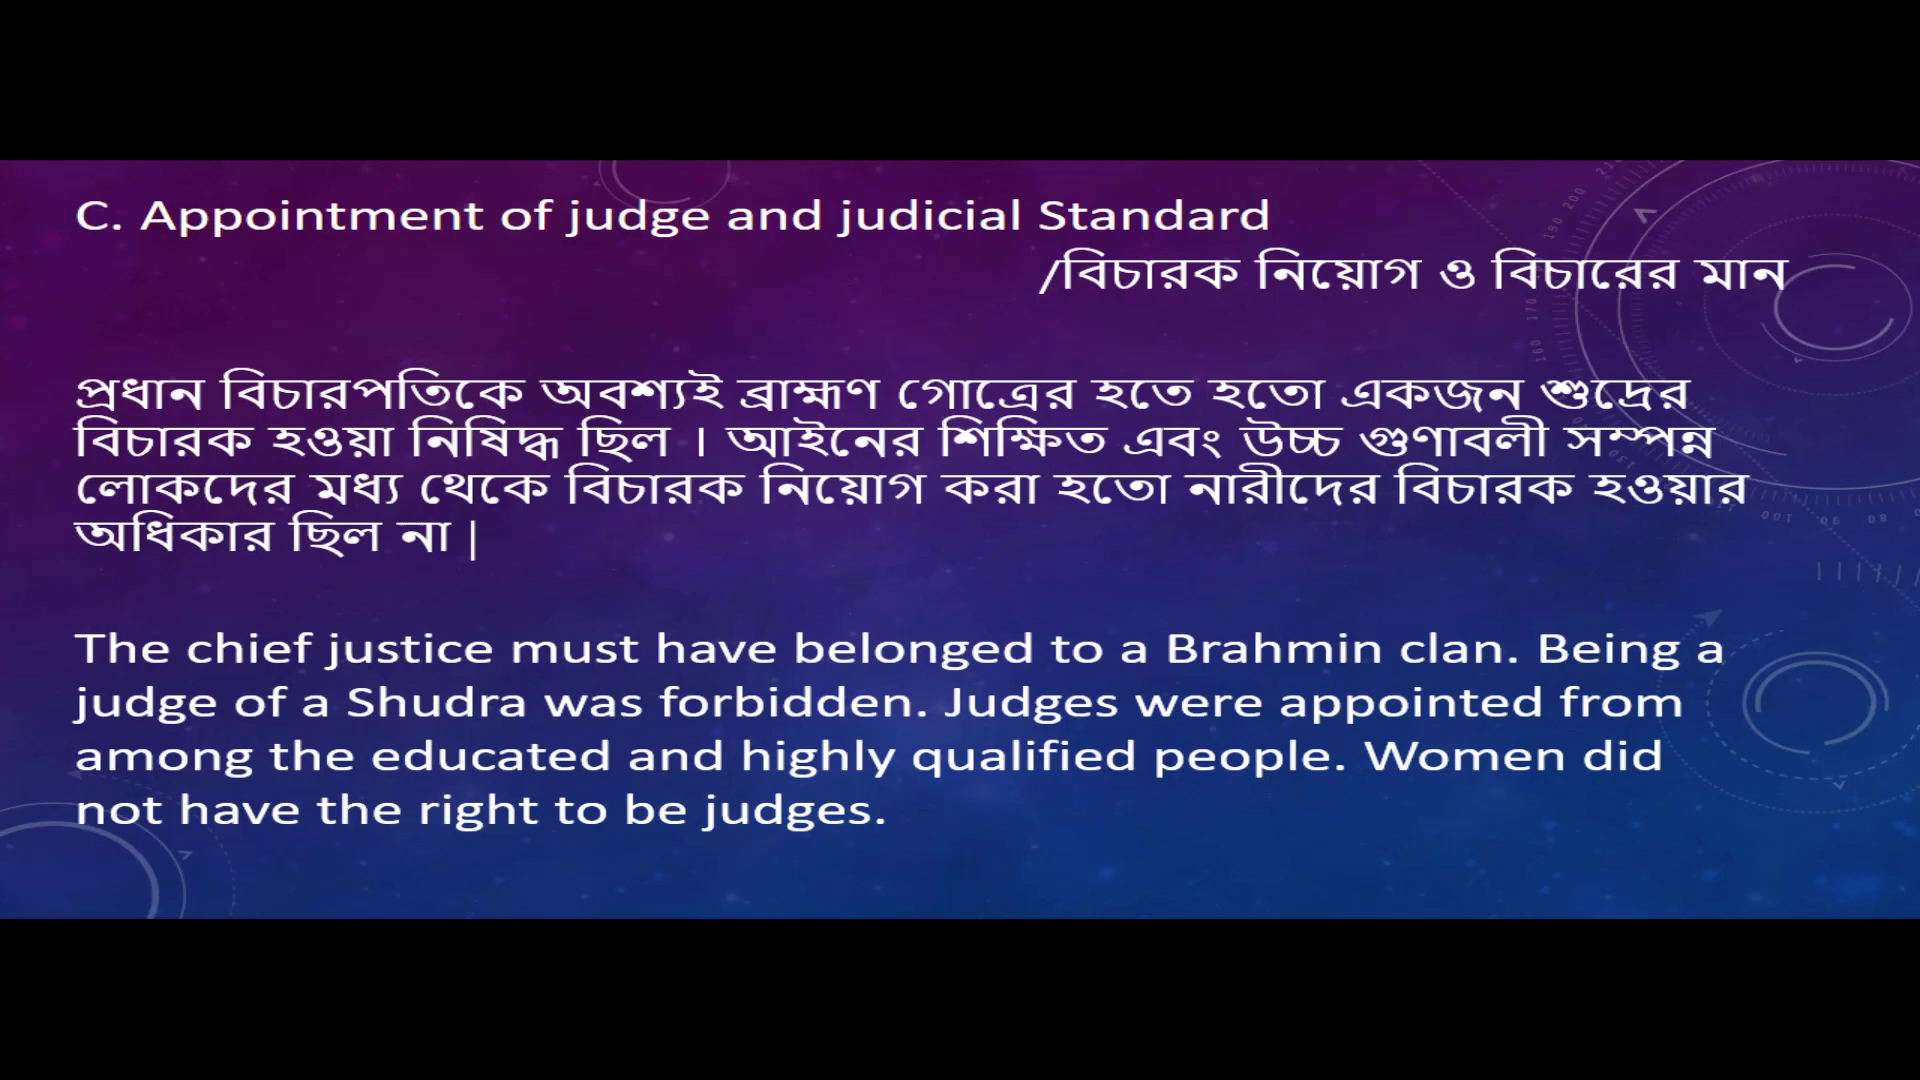 C. Appointment of judge and judicial Standard
/বিচারক নিয়োগ ও বিচারের মান
প্রধান বিচারপতিকে অবশ্যই ব্রাহ্মণ গোত্রের হতে হতো একজন শুদ্রের
বিচারক হওয়া নিষিদ্ধ ছিল । আইনের শিক্ষিত এবং উচ্চ গুণাবলী সম্পন্ন
লোকদের মধ্য থেকে বিচারক নিয়োগ করা হতো নারীদের বিচারক হওয়ার
অধিকার ছিল না |
The chief justice must have belonged to a Brahmin clan. Being a
judge of a Shudra was forbidden. Judges were appointed from
among the educated and highly qualified people. Women did
not have the right to be judges.